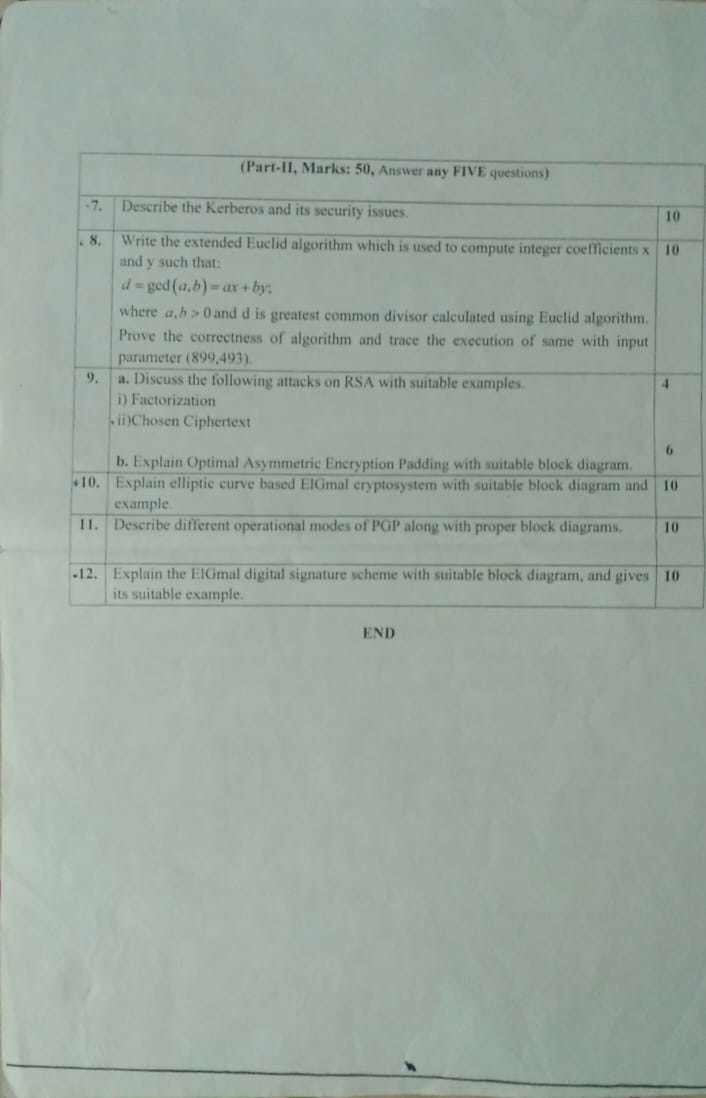 (Part-II, Marks: 50, Answer any FIVE questions)
7. Describe the Kerberos and its security issues. 10
8. Write the extended Euclid algorithm which is used to compute integer coefficients x 10
and y such that:
d = gcd(a,b) = ax + by;
where a,b > 0 and d is greatest common divisor calculated using Euclid algorithm.
Prove the correctness of algorithm and trace the execution of same with input
parameter (899,493).
9. a. Discuss the following attacks on RSA with suitable examples. 4
i) Factorization
ii)Chosen Ciphertext
b. Explain Optimal Asymmetric Encryption Padding with suitable block diagram. 6
10. Explain elliptic curve based ElGmal cryptosystem with suitable block diagram and 10
example.
11. Describe different operational modes of PGP along with proper block diagrams. 10
12. Explain the ElGmal digital signature scheme with suitable block diagram, and gives 10
its suitable example.
END